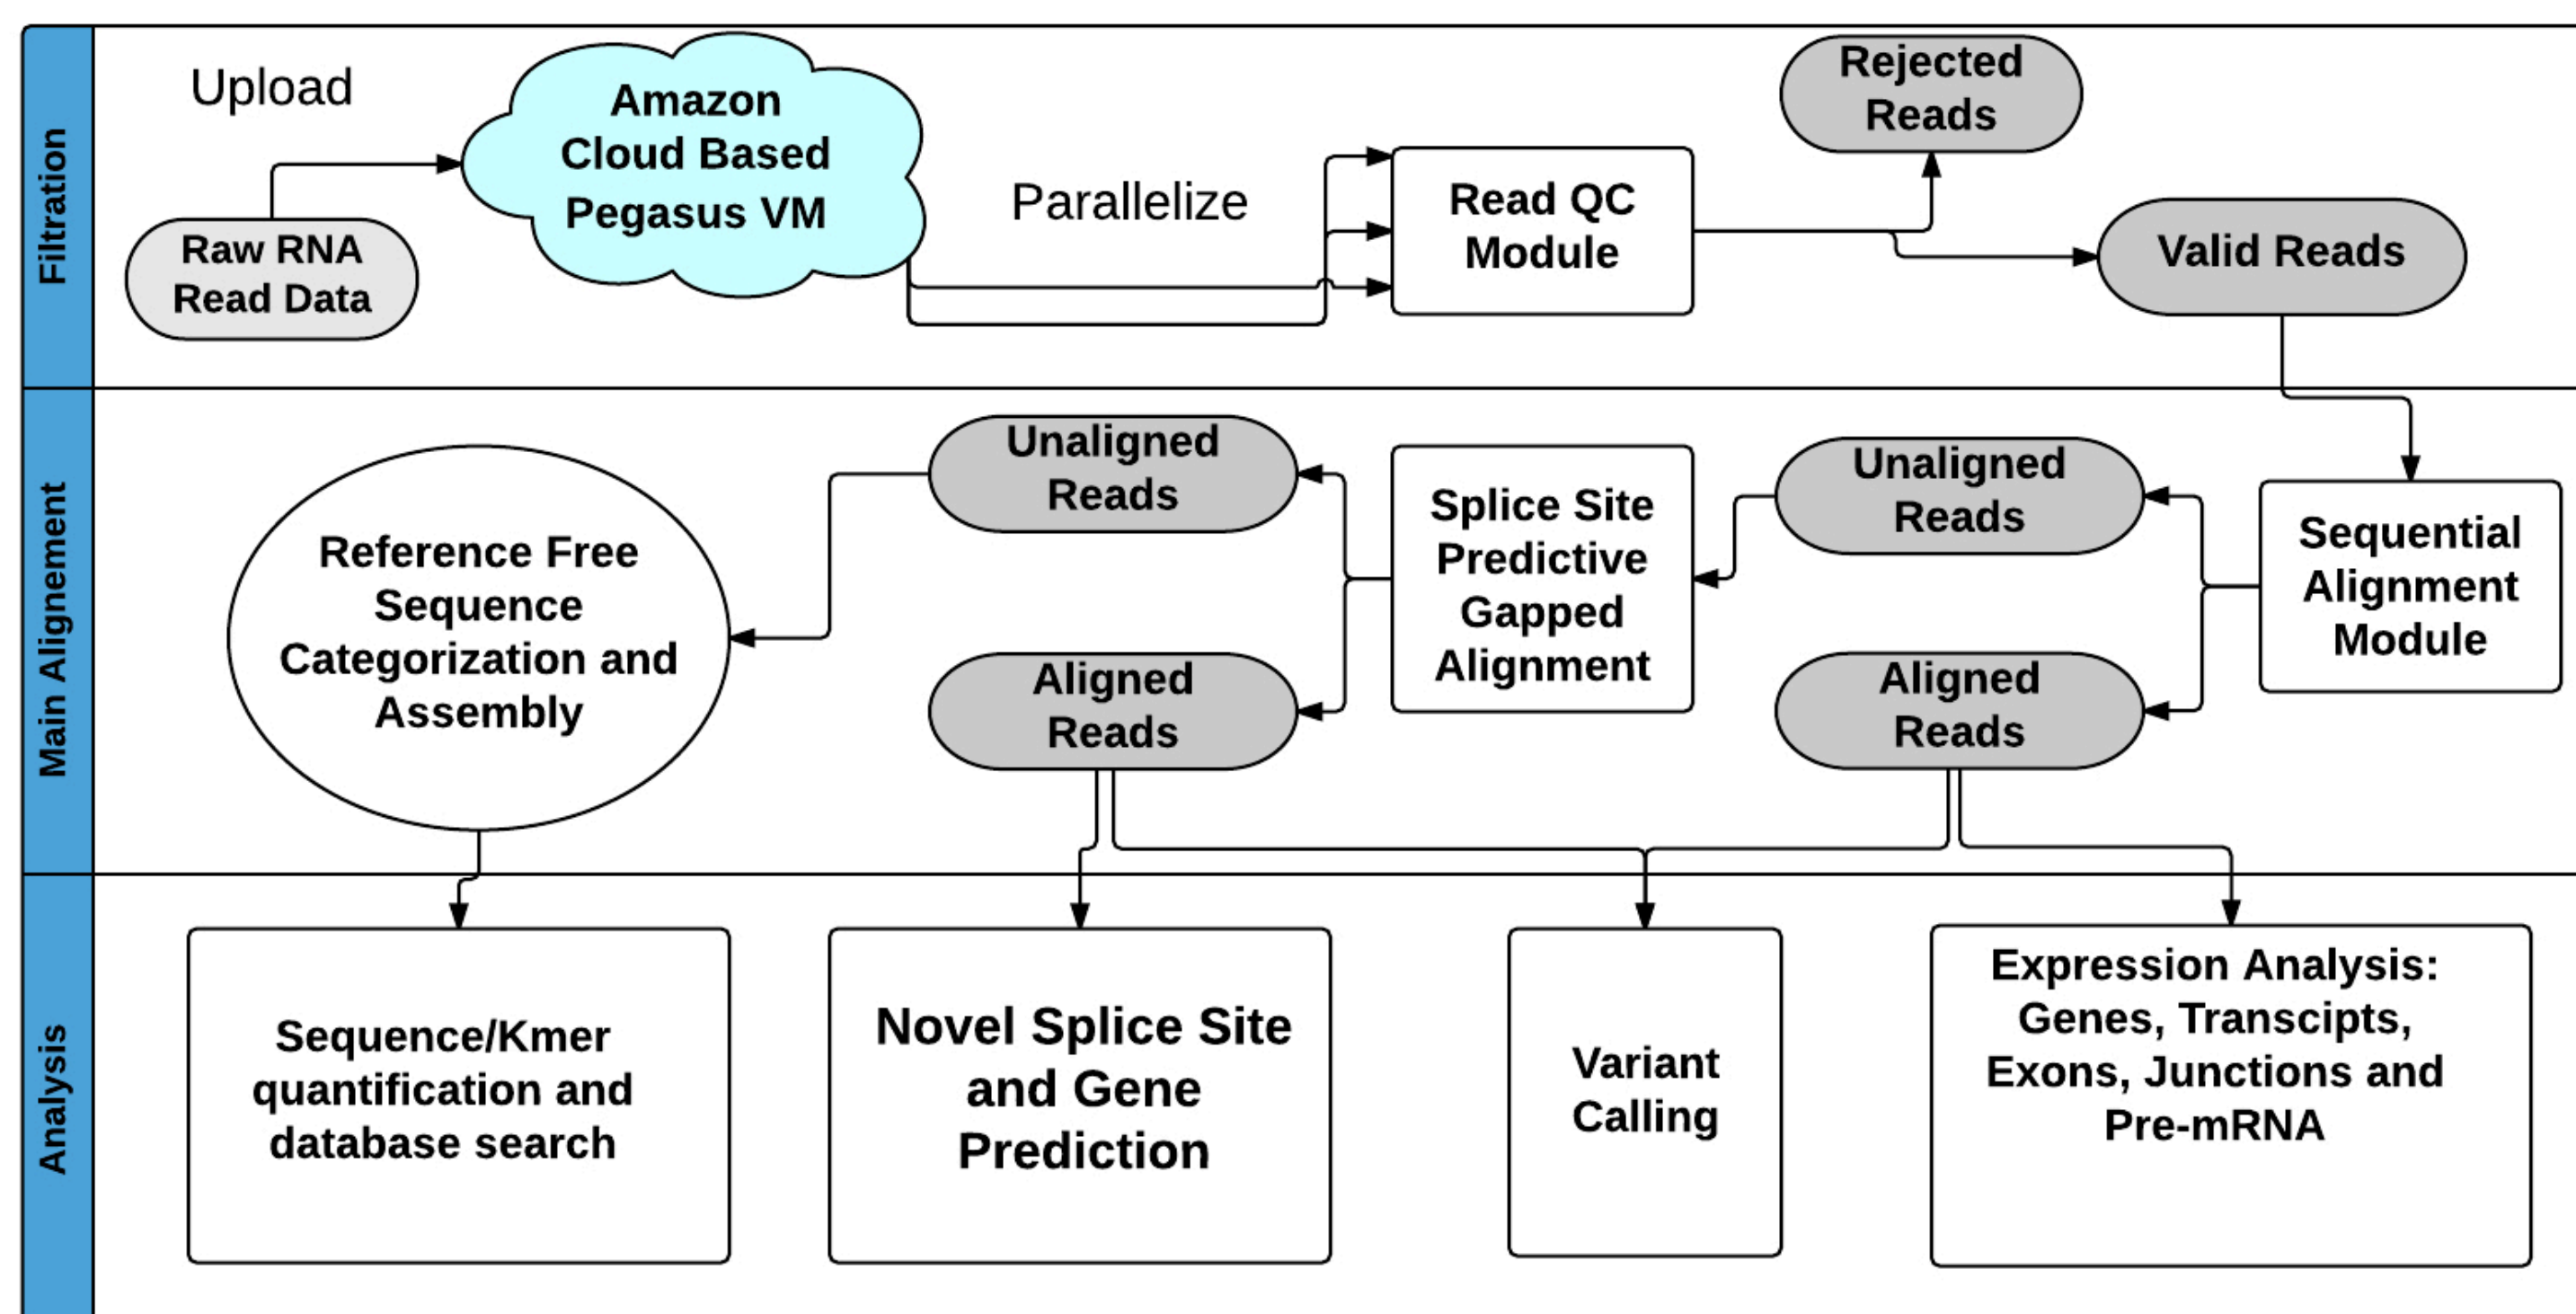 Filtration
Upload
Raw RNA
Read Data
Amazon
Cloud Based
Pegasus VM
Parallelize
Read QC
Module
Rejected
Reads
Valid Reads
Main Alignement
Sequential
Alignment
Module
Unaligned
Reads
Aligned
Reads
Splice Site
Predictive
Gapped
Alignment
Unaligned
Reads
Aligned
Reads
Reference Free
Sequence
Categorization and
Assembly
Analysis
Sequence/Kmer
quantification and
database search
Novel Splice Site
and Gene
Prediction
Variant
Calling
Expression Analysis:
Genes, Transcipts,
Exons, Junctions and
Pre-mRNA